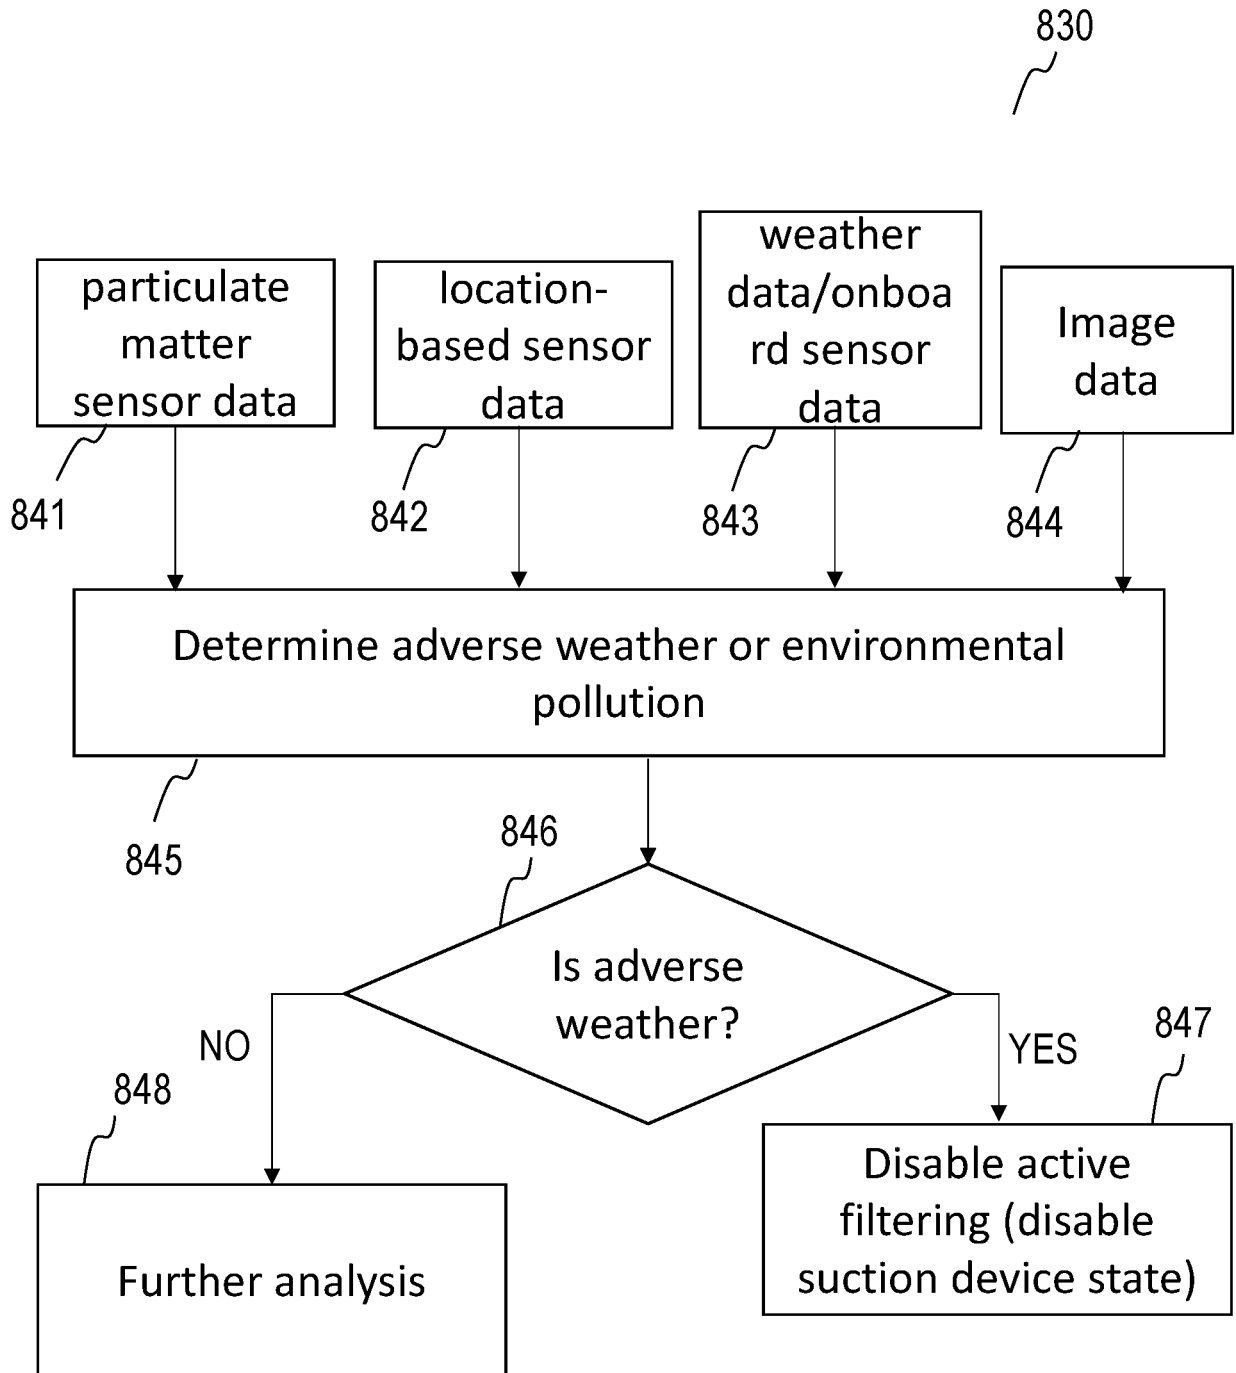 830
particulate
matter
sensor data
location-
based sensor
data
weather
data/onboa
rd sensor
data
Image
data
841
842
843
844
Determine adverse weather or environmental
pollution
845
846
Is adverse
weather?
NO
YES
847
848
Disable active
filtering (disable
suction device state)
Further analysis